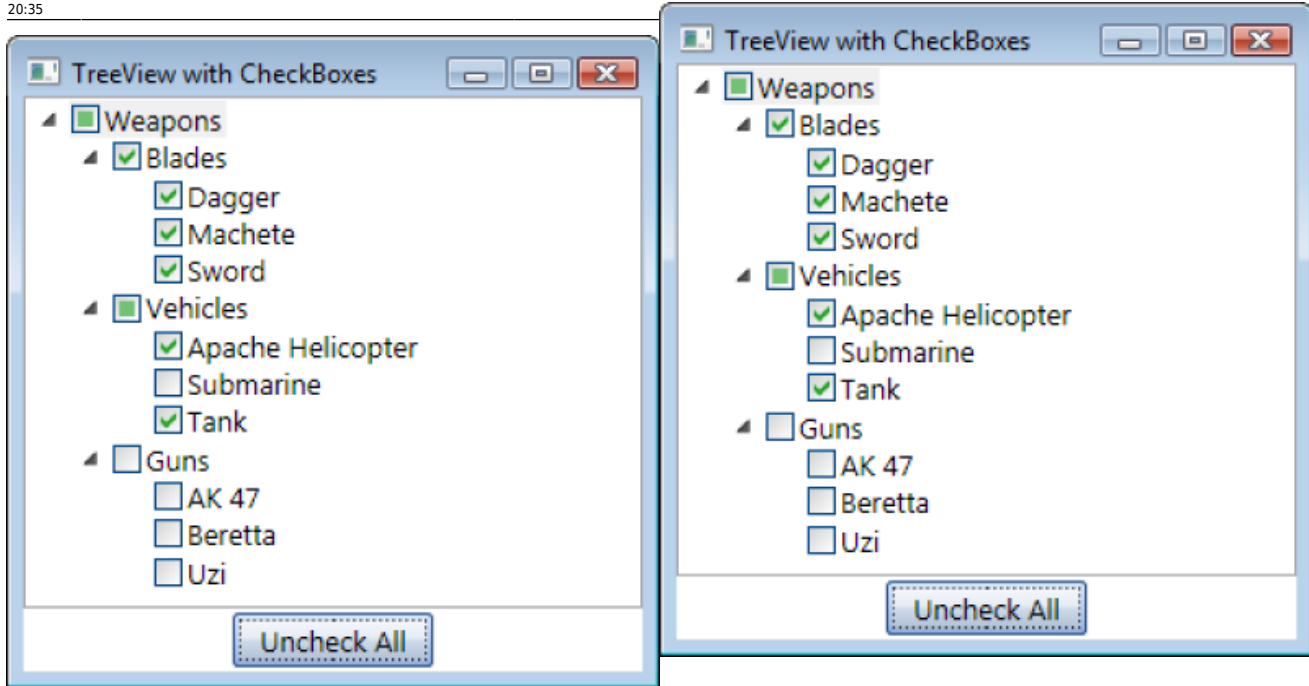 20:35
TreeView with CheckBoxes
Weapons
Blades
Dagger
Machete
Sword
Vehicles
Apache Helicopter
Submarine
Tank
Guns
AK 47
Beretta
Uzi
Uncheck All
TreeView with CheckBoxes
Weapons
Blades
Dagger
Machete
Sword
Vehicles
Apache Helicopter
Submarine
Tank
Guns
AK 47
Beretta
Uzi
Uncheck All